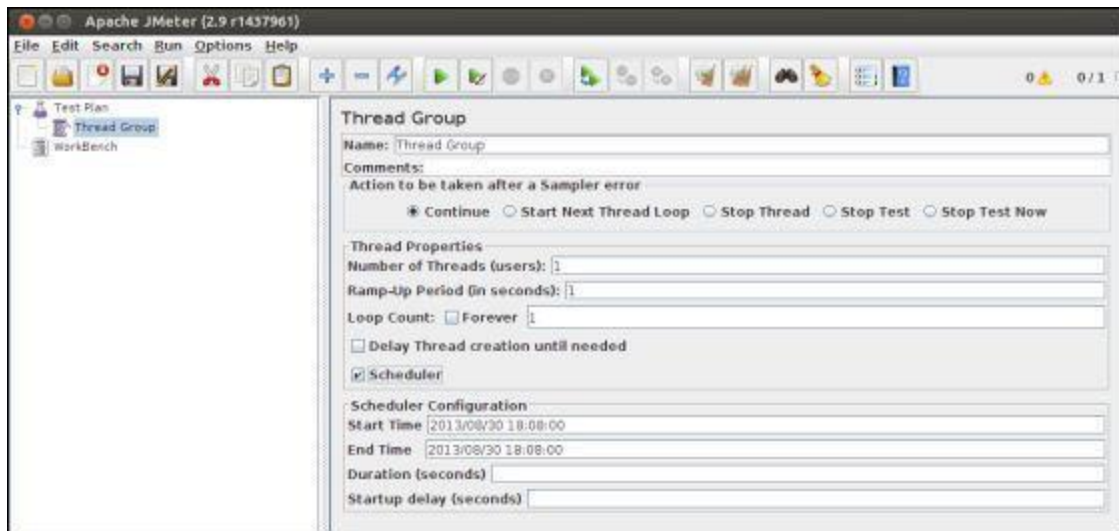 Apache JMeter (2.9 r1437961)
File Edit Search Run Options Help
0 0/1
Test Plan
Thread Group
WorkBench
Thread Group
Name: Thread Group
Comments:
Action to be taken after a Sampler error
Continue Start Next Thread Loop Stop Thread Stop Test Stop Test Now
Thread Properties
Number of Threads (users): 1
Ramp-Up Period (in seconds): 1
Loop Count: Forever 1
Delay Thread creation until needed
Scheduler
Scheduler Configuration
Start Time 2013/08/30 18:08:00
End Time 2013/08/30 18:08:00
Duration (seconds)
Startup delay (seconds)